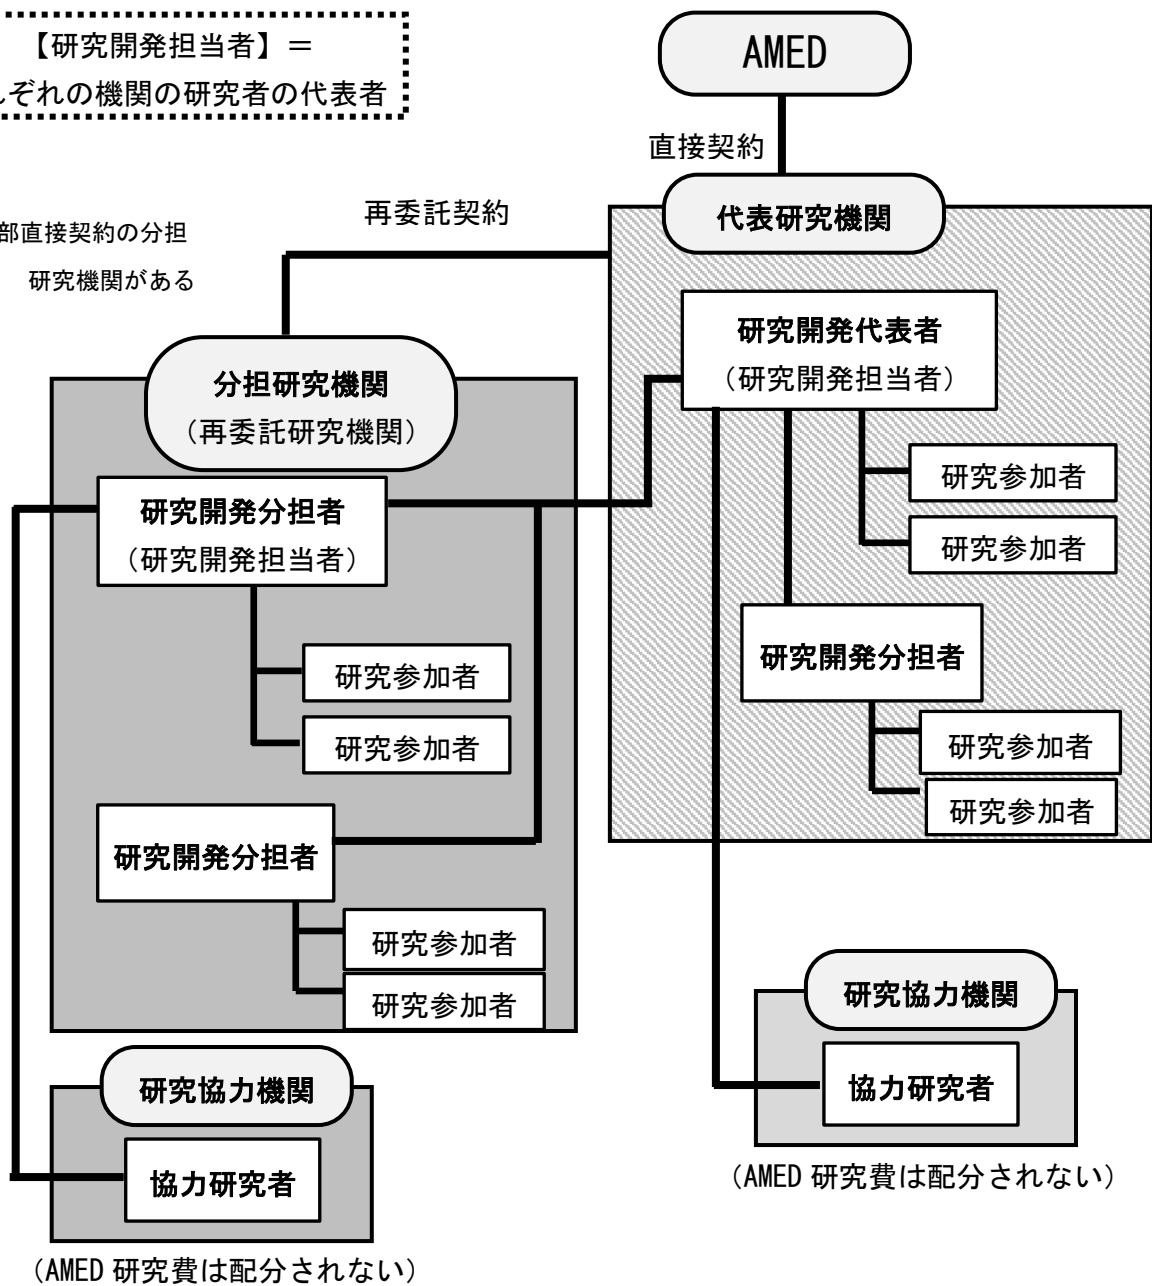 【研究開発担当者】＝
れぞれの機関の研究者の代表者
AMED
直接契約
再委託契約
代表研究機関
部直接契約の分担
研究機関がある
研究開発代表者
（研究開発担当者）
分担研究機関
（再委託研究機関）
研究参加者
研究参加者
研究開発分担者
（研究開発担当者）
研究開発分担者
研究参加者
研究参加者
研究参加者
研究参加者
研究開発分担者
研究参加者
研究参加者
研究協力機関
協力研究者
（AMED 研究費は配分されない）
研究協力機関
協力研究者
（AMED 研究費は配分されない）